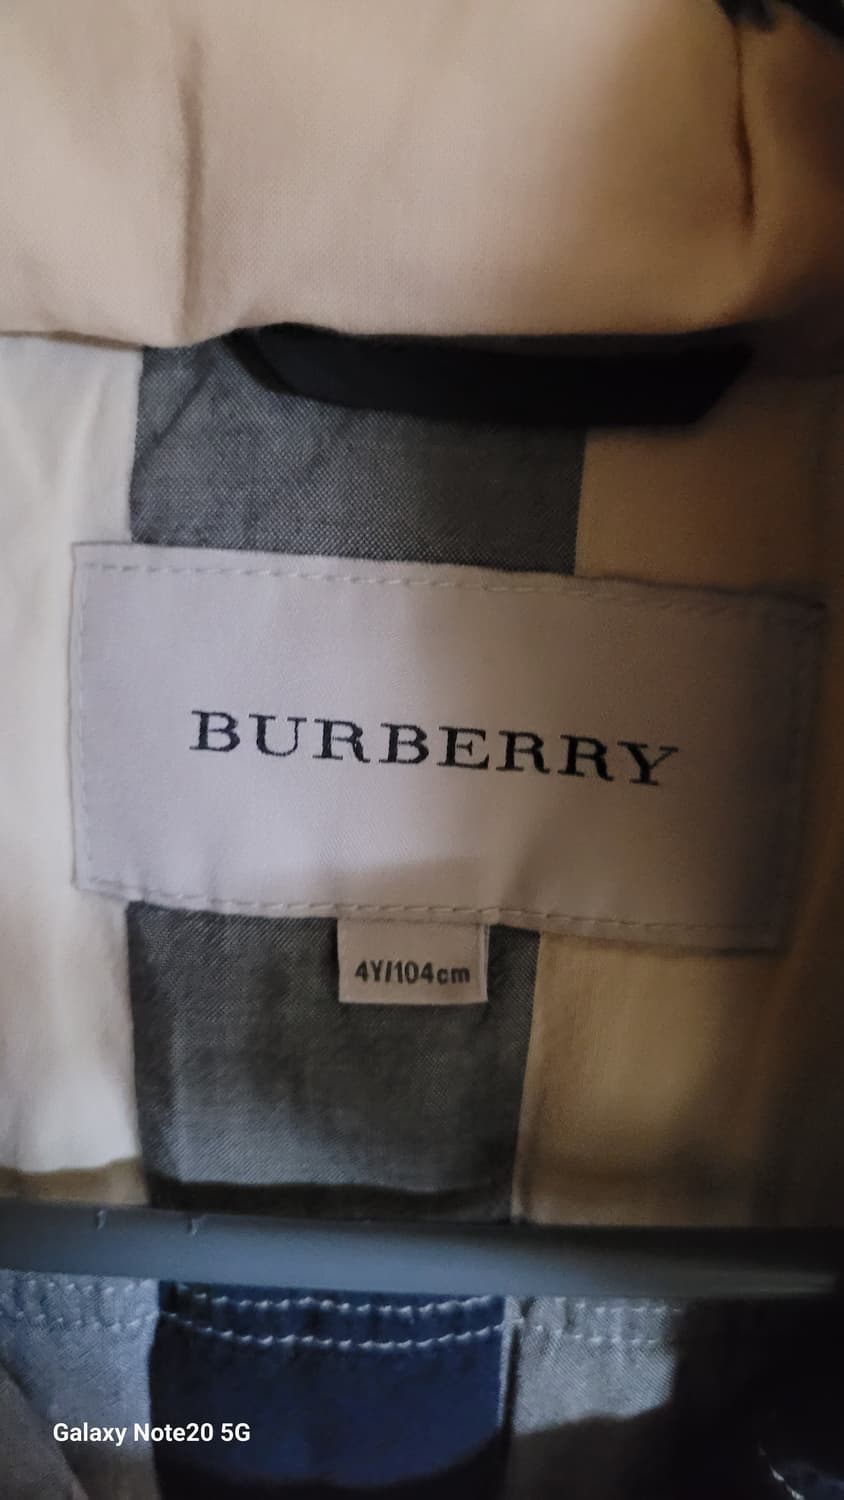 BURBERRY
4Y/104cm
Galaxy Note20 5G